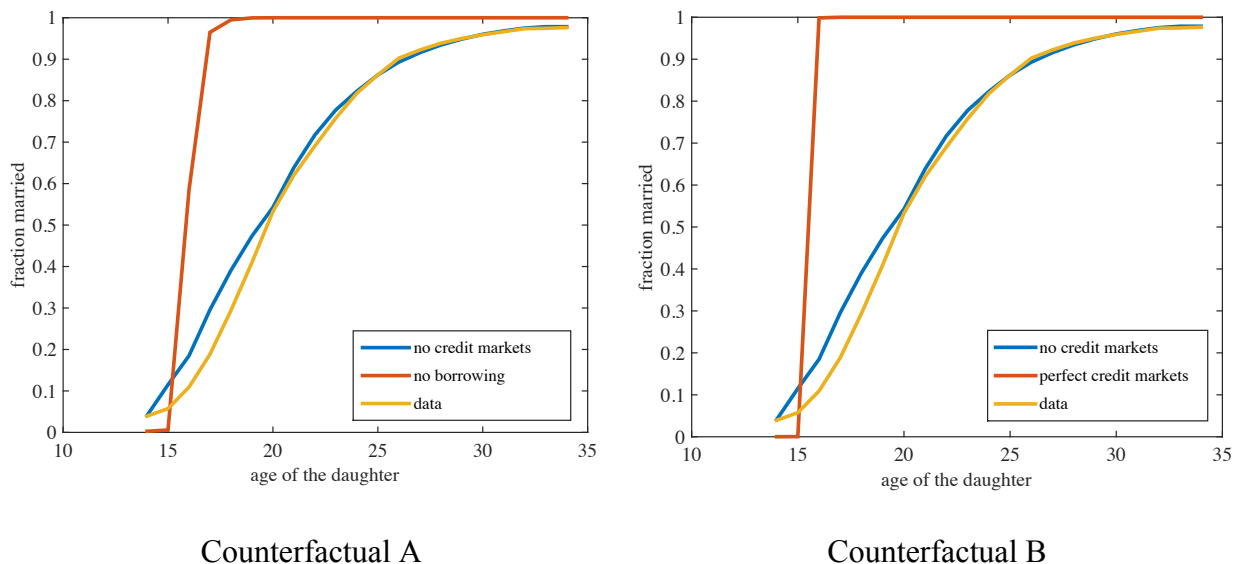 1
0.9
0.8
0.7
0.6
0.5
0.4
0.3
0.2
0.1
0
fraction married
10
15
20
25
30
35
age of the daughter
no credit markets
no borrowing
data
Counterfactual A
1
0.9
0.8
0.7
0.6
0.5
0.4
0.3
0.2
0.1
0
fraction married
10
15
20
25
30
35
age of the daughter
no credit markets
perfect credit markets
data
Counterfactual B